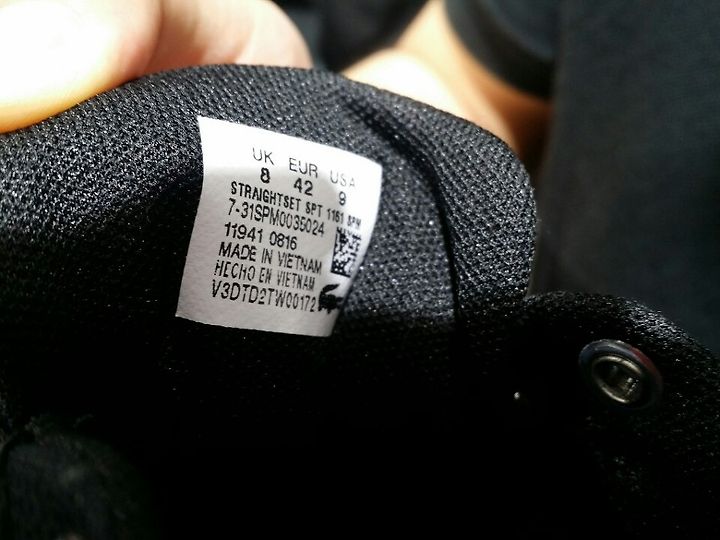 UK EUR USA
8 42 9
STRAIGHTSET SPT 1161 SPM
7-31SPM0035024
11941 0816
MADE IN VIETNAM
HECHO EN VIETNAM
V3DTD2TW00172